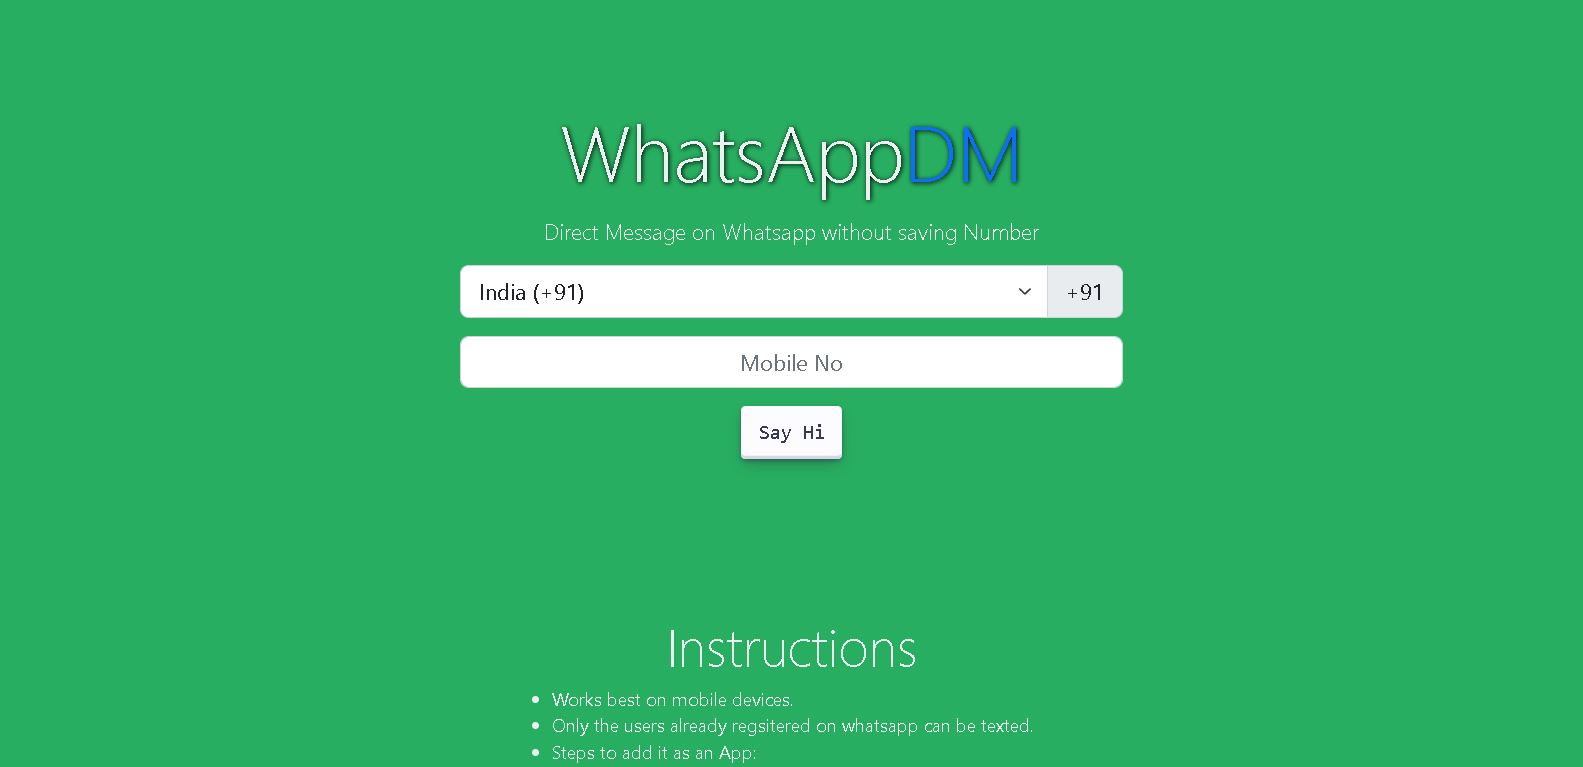 WhatsAppDM
Direct Message on Whatsapp without saving Number
India (+91)
+91
Mobile No
Say Hi
Instructions
• Works best on mobile devices.
• Only the users already regsitered on whatsapp can be texted.
• Steps to add it as an App: